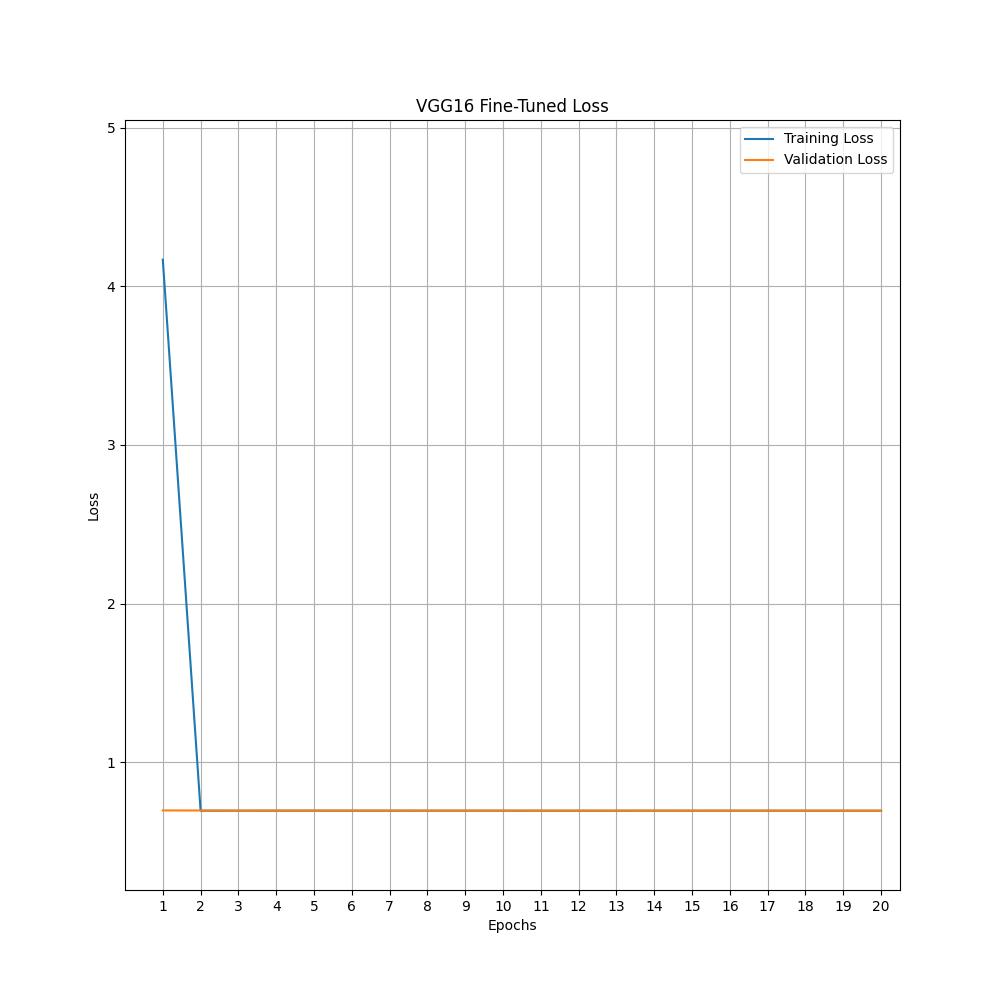 VGG16 Fine-Tuned Loss
Training Loss
Validation Loss
5
4
3
2
1
Loss
1 2 3 4 5 6 7 8 9 10 11 12 13 14 15 16 17 18 19 20
Epochs